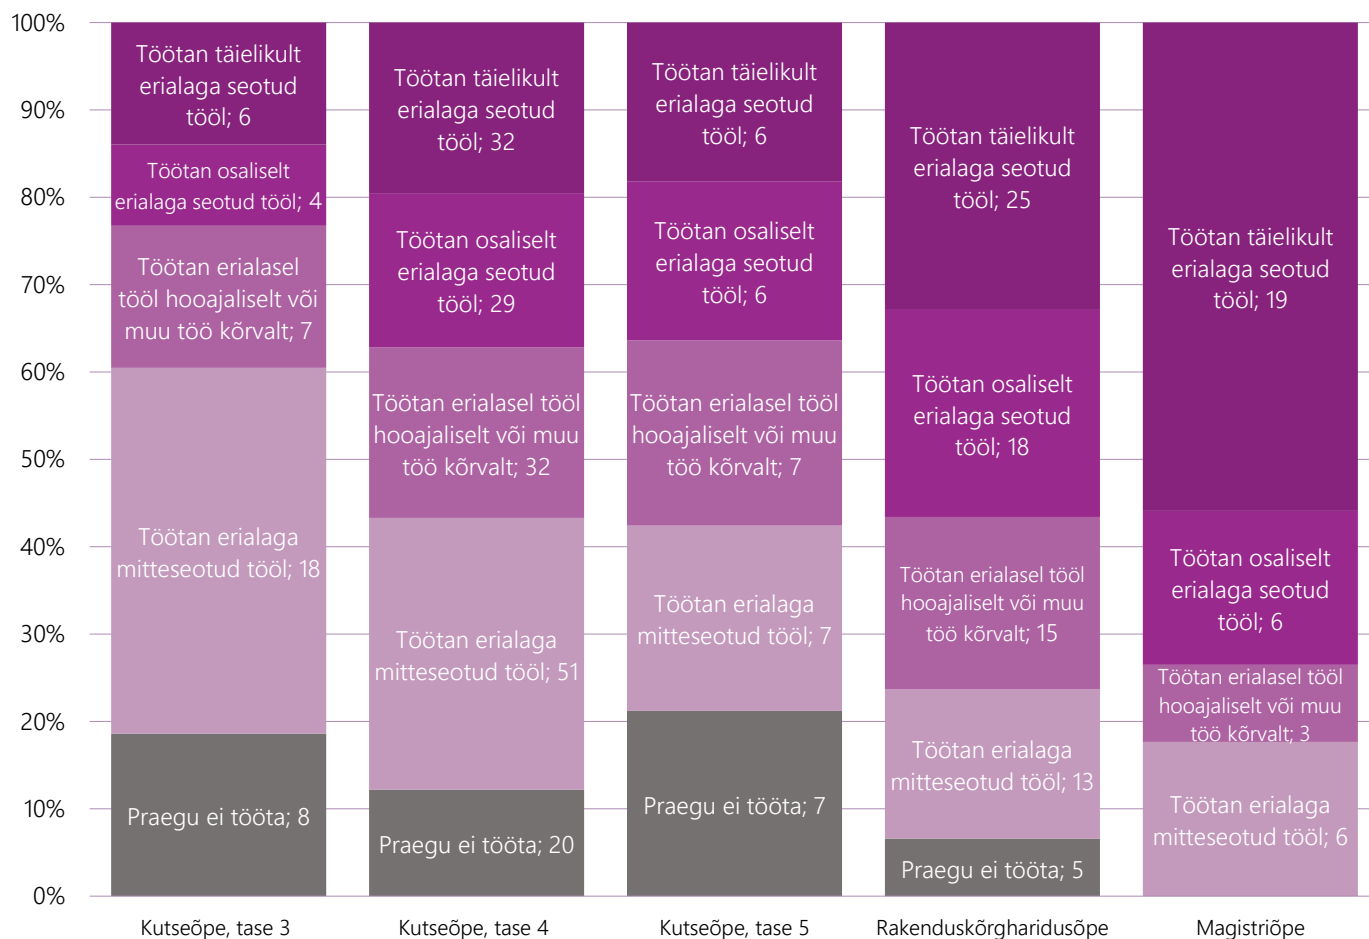 100%
90%
80%
70%
60%
50%
40%
30%
20%
10%
0%
Töötan täielikult
erialaga seotud
tööl; 6
Töötan osaliselt
erialaga seotud tööl; 4
Töötan erialasel
tööl hooajaliselt või
muu töö kõrvalt; 7
Töötan erialaga
mitteseotud tööl; 18
Praegu ei tööta; 8
Kutseõpe, tase 3
Töötan täielikult
erialaga seotud
tööl; 32
Töötan osaliselt
erialaga seotud
tööl; 29
Töötan erialasel tööl
hooajaliselt või muu
töö kõrvalt; 32
Töötan erialaga
mitteseotud tööl; 51
Praegu ei tööta; 20
Kutseõpe, tase 4
Töötan täielikult
erialaga seotud
tööl; 6
Töötan osaliselt
erialaga seotud
tööl; 6
Töötan erialasel tööl
hooajaliselt või muu
töö kõrvalt; 7
Töötan erialaga
mitteseotud tööl; 7
Praegu ei tööta; 7
Kutseõpe, tase 5
Töötan täielikult
erialaga seotud
tööl; 25
Töötan osaliselt
erialaga seotud
tööl; 18
Töötan erialasel tööl
hooajaliselt või muu
töö kõrvalt; 15
Töötan erialaga
mitteseotud tööl; 13
Praegu ei tööta; 5
Rakenduskõrgharidusõpe
Töötan täielikult
erialaga seotud
tööl; 19
Töötan osaliselt
erialaga seotud
tööl; 6
Töötan erialasel tööl
hooajaliselt või muu
töö kõrvalt; 3
Töötan erialaga
mitteseotud tööl; 6
Magistriõpe